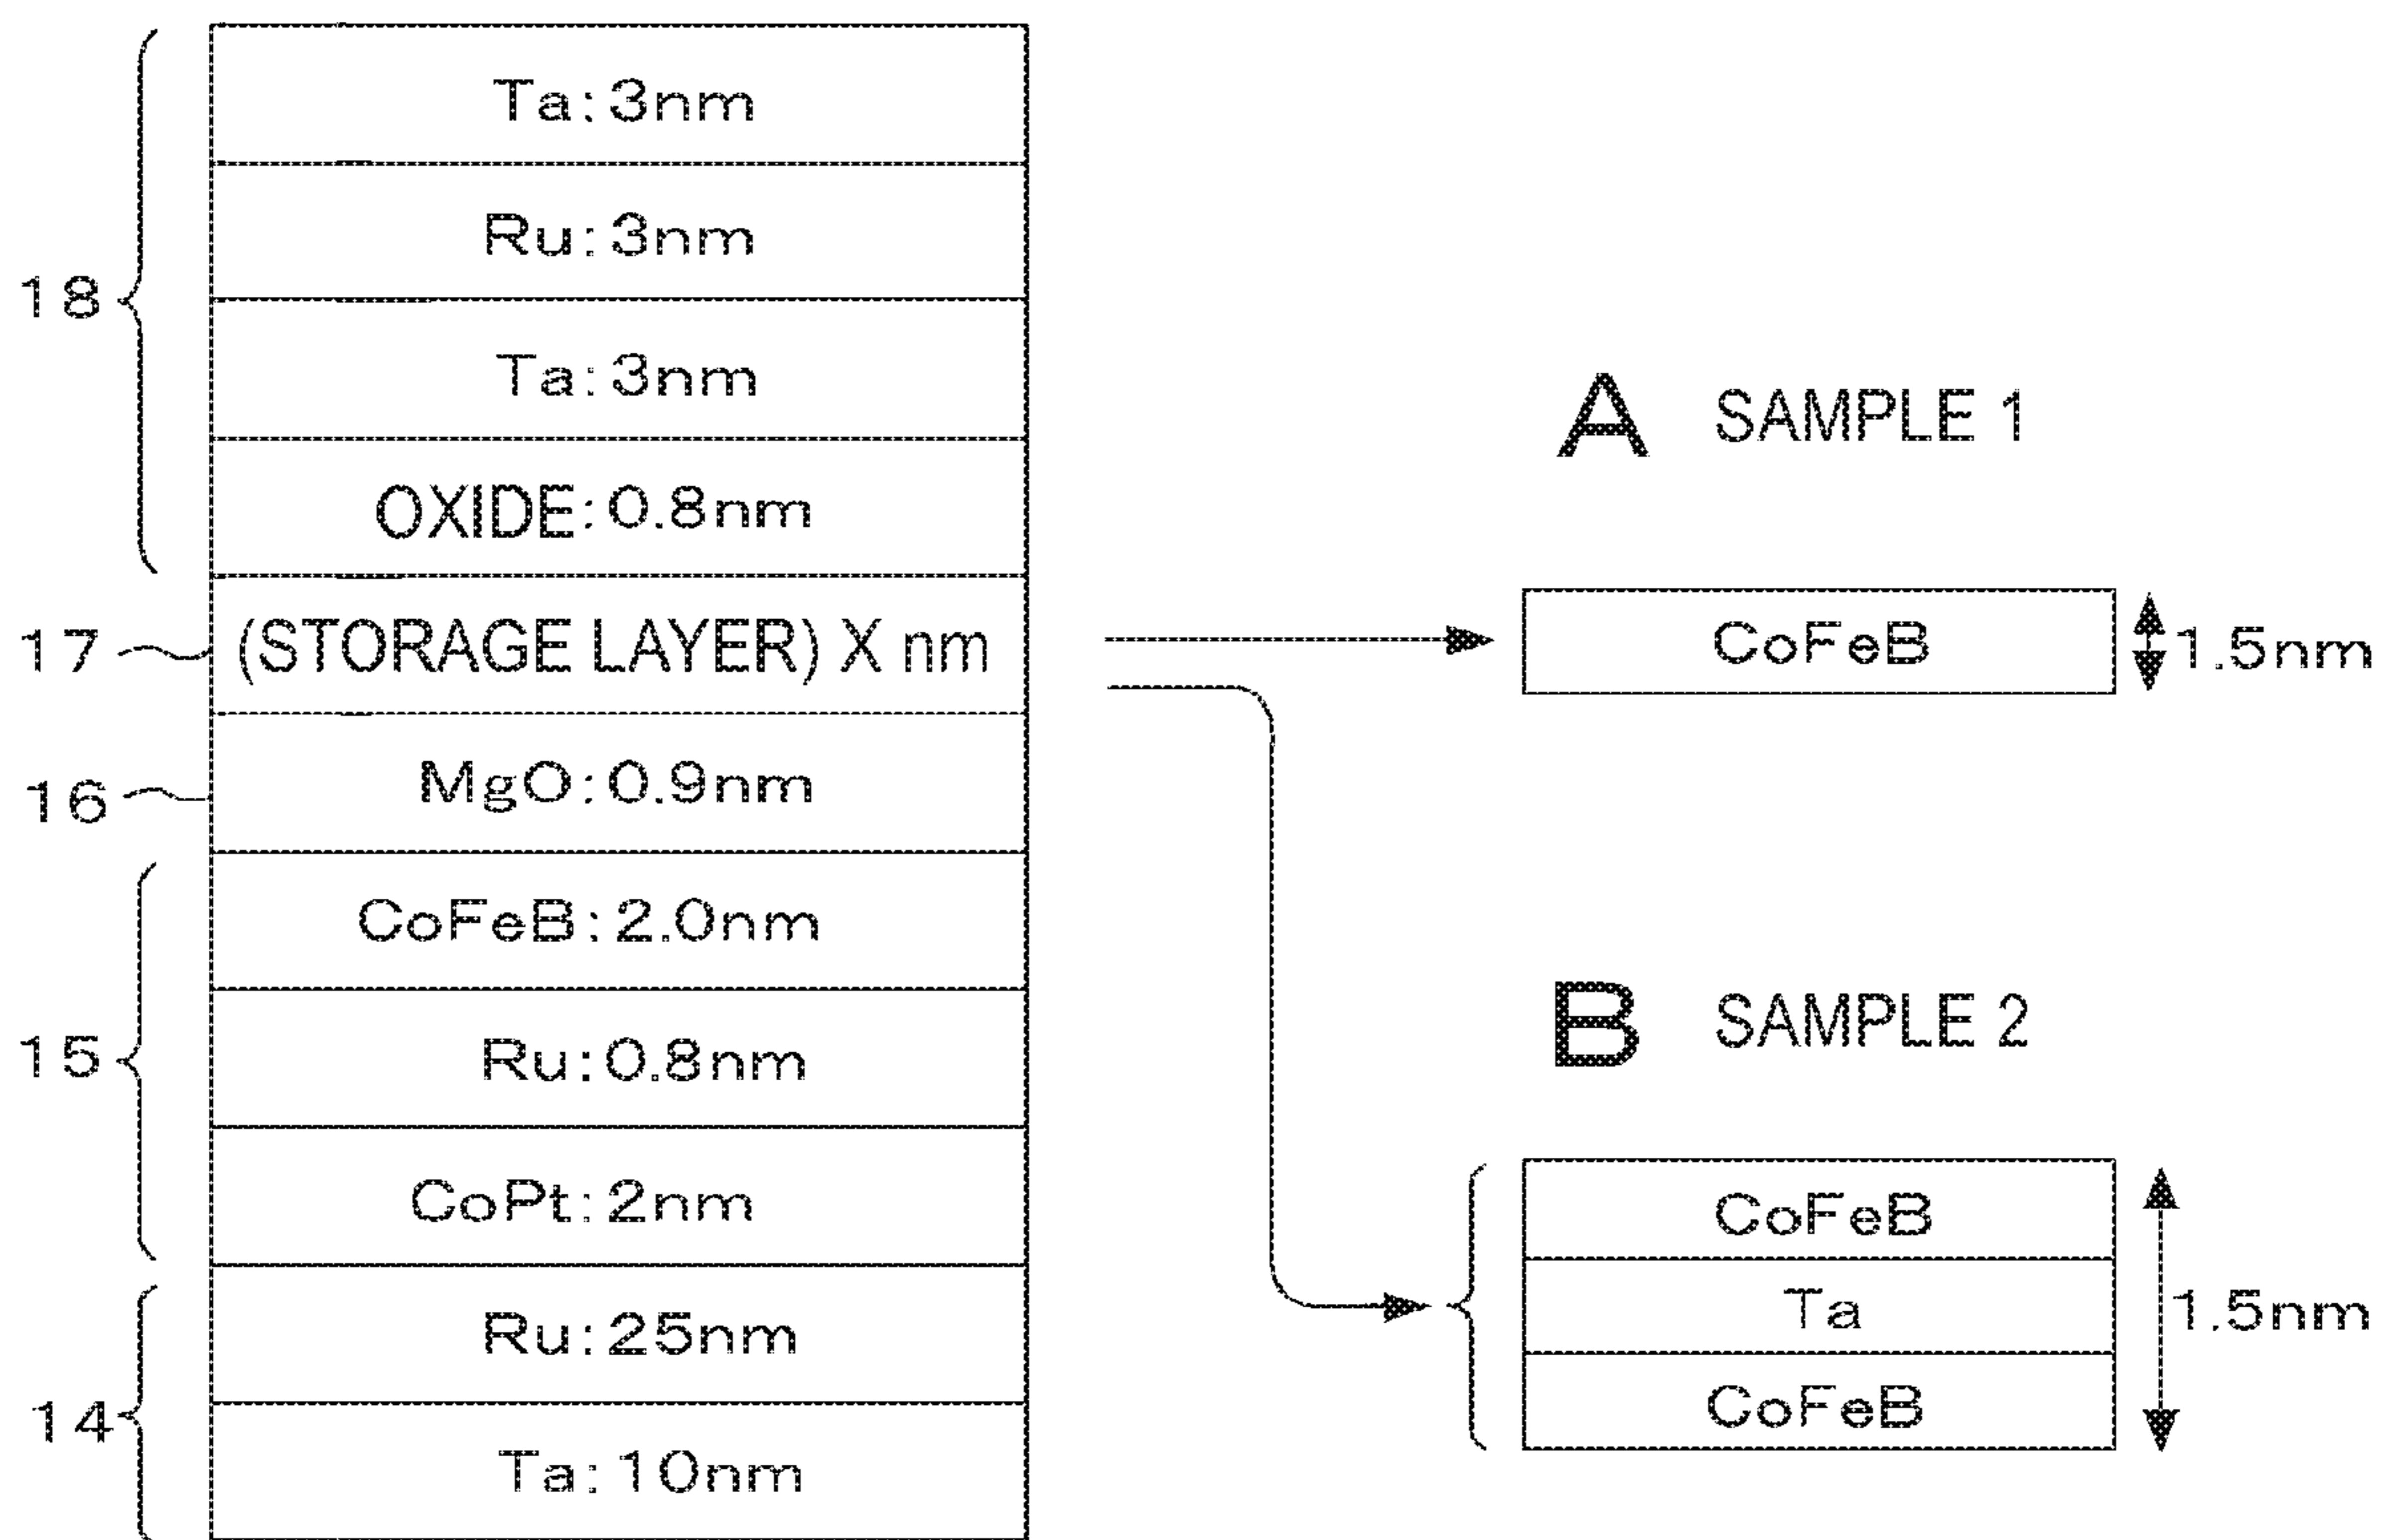 18
Ta:3nm
Ru:3nm
Ta:3nm
OXIDE:0.8nm
17
(STORAGE LAYER) X nm
16
MgO:0.9nm
15
CoFeB:2.0nm
Ru:0.8nm
CoPt:2nm
14
Ru:25nm
Ta:10nm
A SAMPLE 1
CoFeB
1.5nm
B SAMPLE 2
CoFeB
Ta
CoFeB
1.5nm